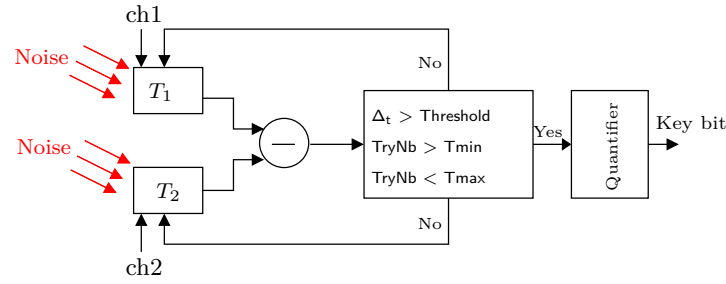 ch1
Noise
No
T₁
Δₜ > Threshold
TryNb > Tmin
TryNb < Tmax
Yes
Quantifier
Key bit
−
Noise
T₂
No
ch2